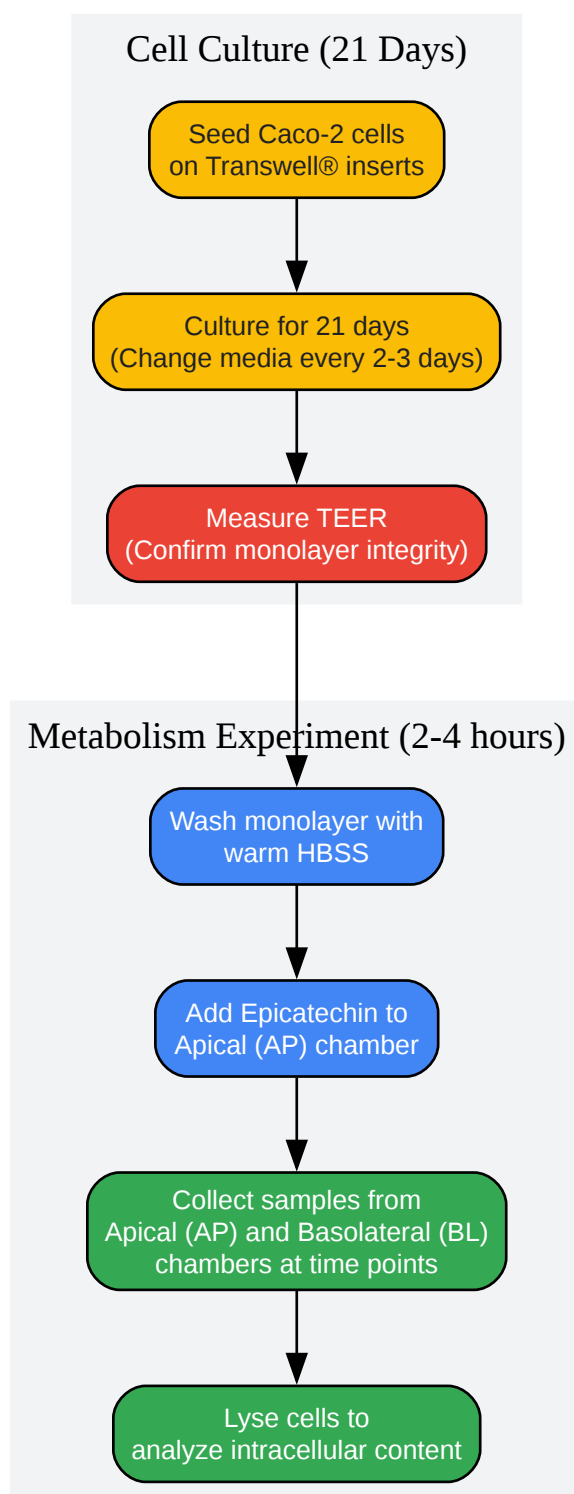 Cell Culture (21 Days)
Seed Caco-2 cells
on Transwell® inserts
Culture for 21 days
(Change media every 2-3 days)
Measure TEER
(Confirm monolayer integrity)
Metabolism Experiment (2-4 hours)
Wash monolayer with
warm HBSS
Add Epicatechin to
Apical (AP) chamber
Collect samples from
Apical (AP) and Basolateral (BL)
chambers at time points
Lyse cells to
analyze intracellular content